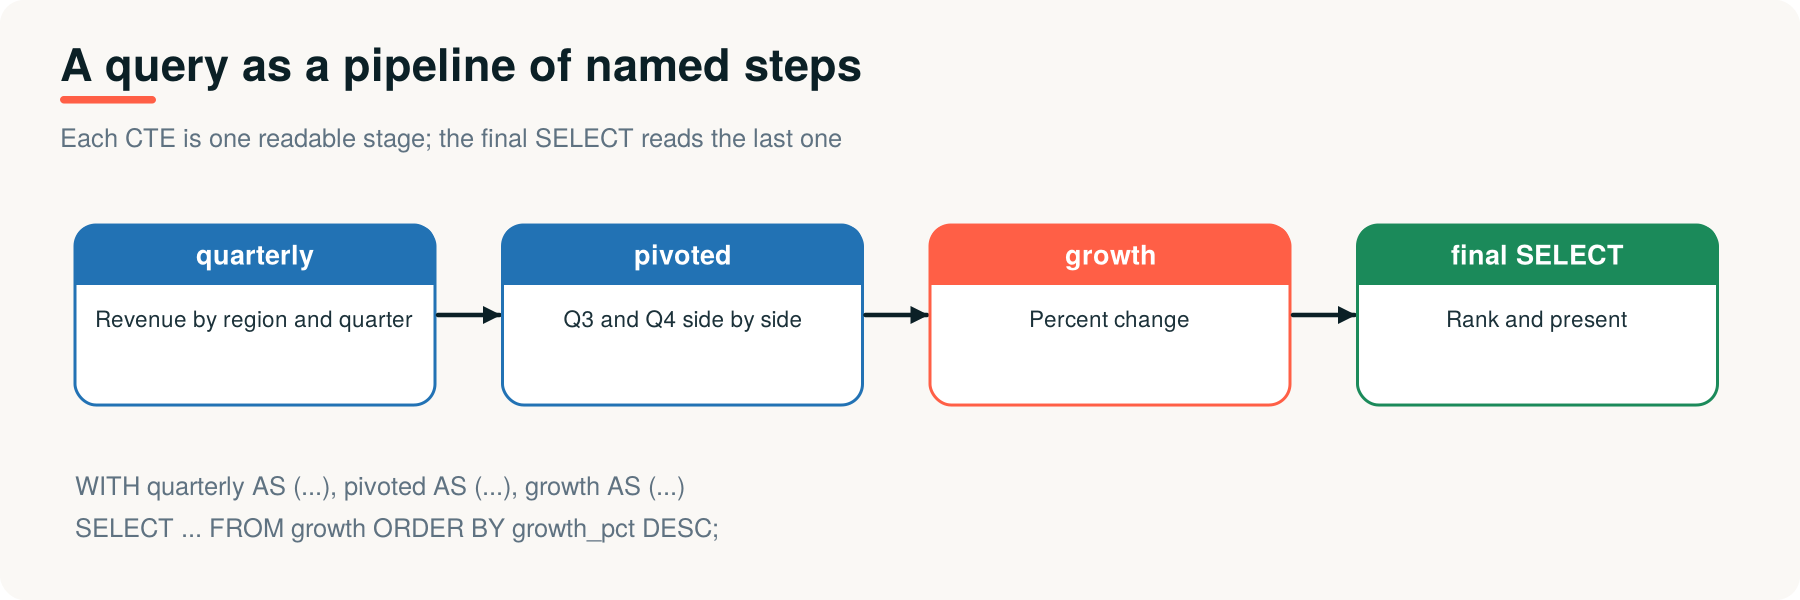 A query as a pipeline of named steps
Each CTE is one readable stage; the final SELECT reads the last one
quarterly
Revenue by region and quarter
pivoted
Q3 and Q4 side by side
growth
Percent change
final SELECT
Rank and present
WITH quarterly AS (...), pivoted AS (...), growth AS (...)
SELECT ... FROM growth ORDER BY growth_pct DESC;